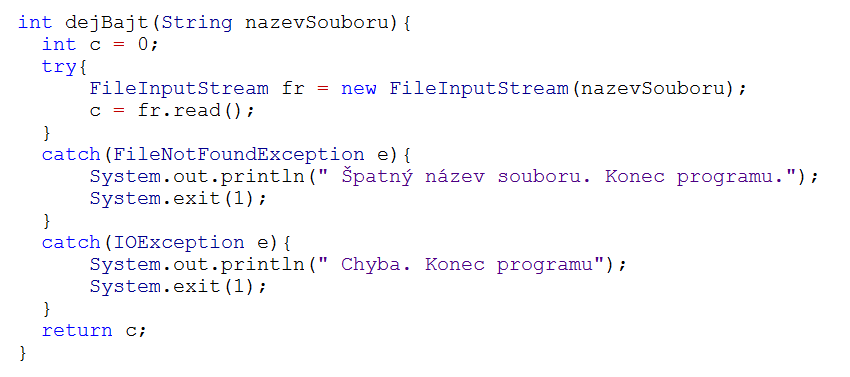 int dejBajt(String nazevSouboru){
  int c = 0;
  try{
      FileInputStream fr = new FileInputStream(nazevSouboru);
      c = fr.read();
  }
  catch(FileNotFoundException e){
      System.out.println(" Špatný název souboru. Konec programu.");
      System.exit(1);
  }
  catch(IOException e){
      System.out.println(" Chyba. Konec programu");
      System.exit(1);
  }
  return c;
}